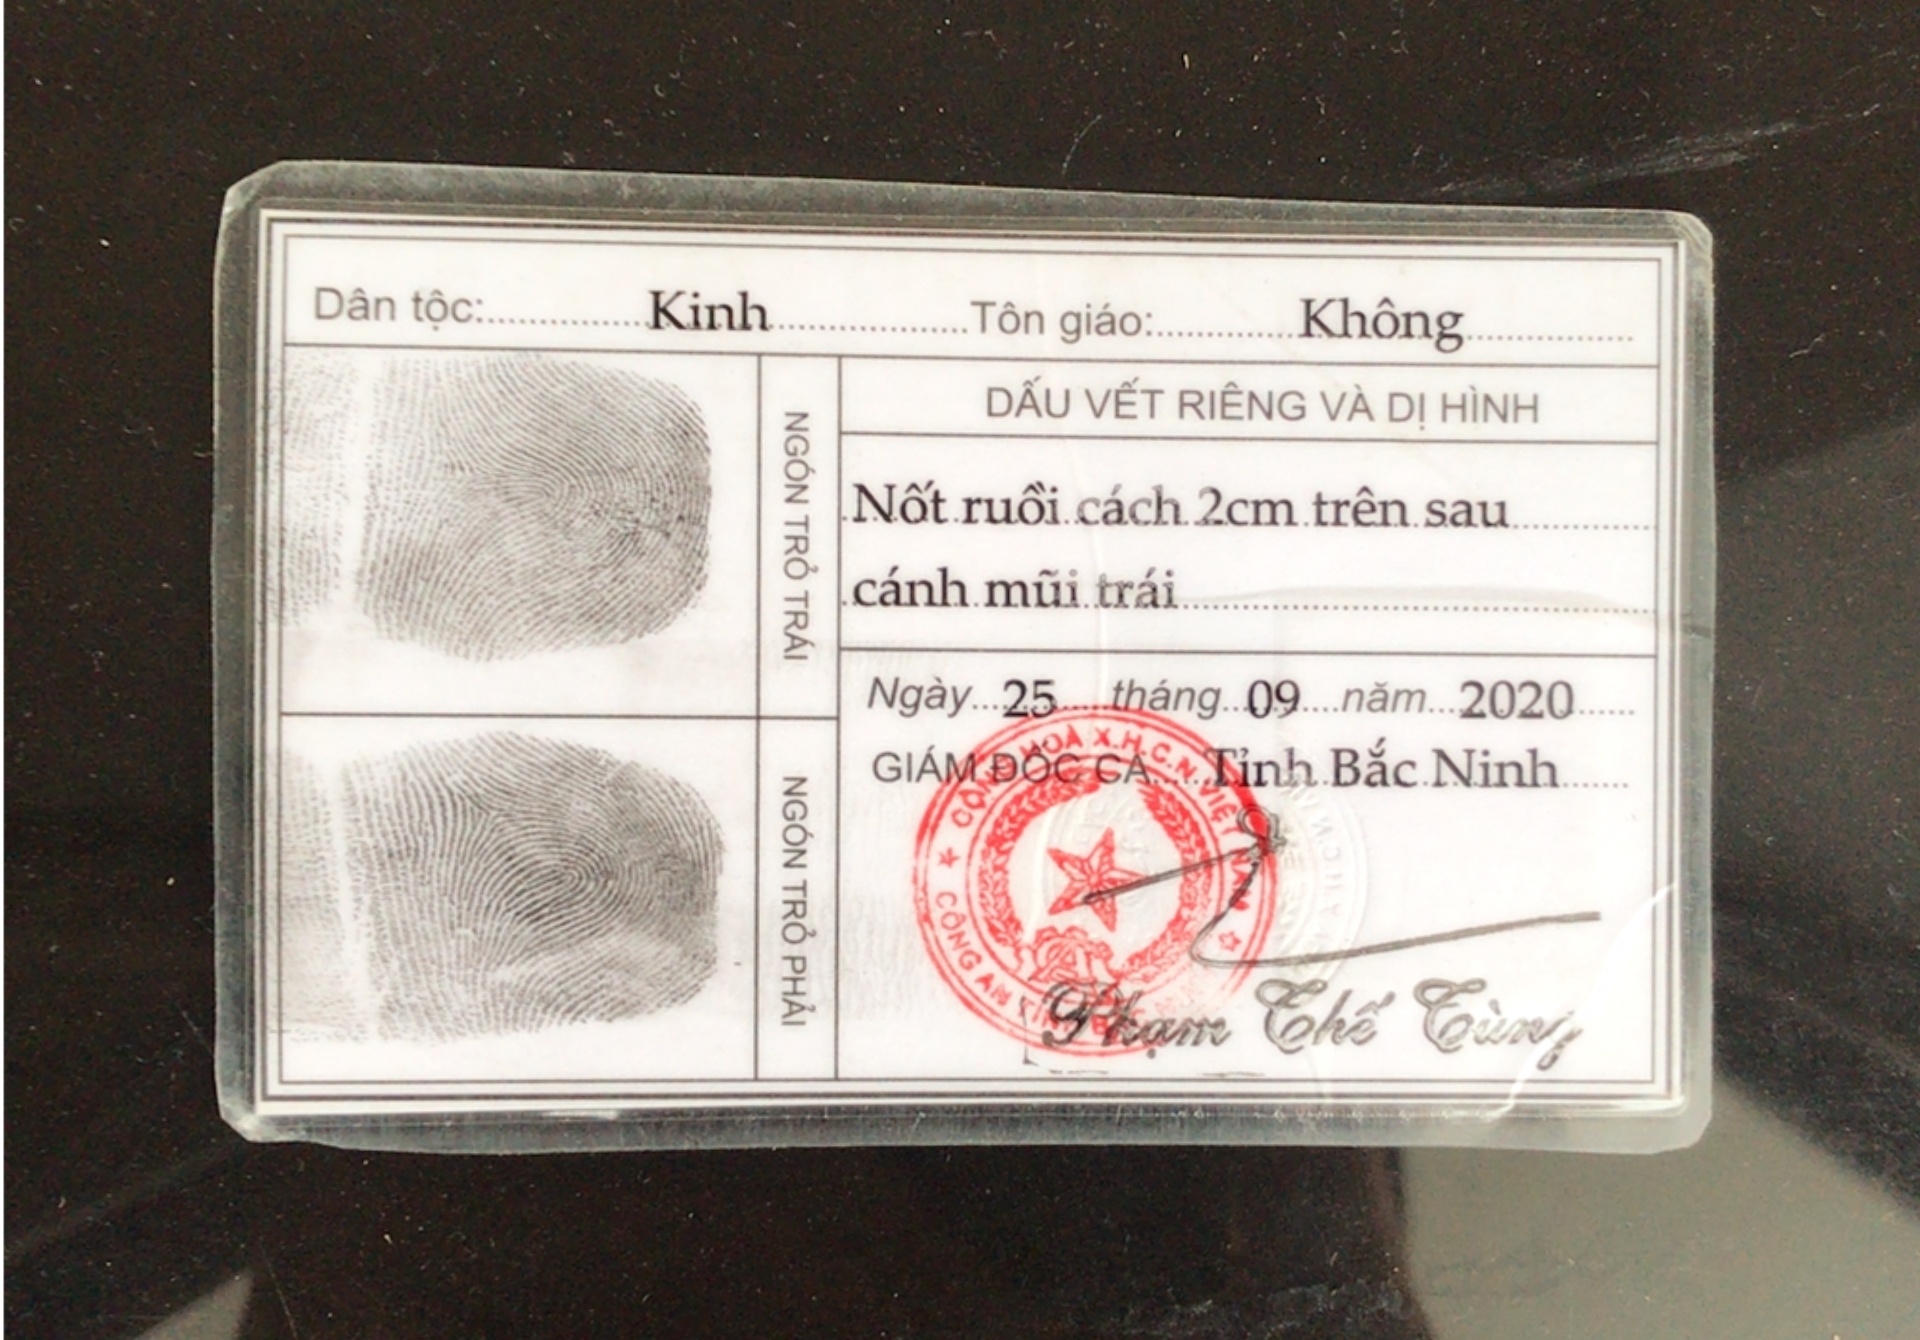 Dân tộc: Kinh Tôn giáo: Không
NGÓN TRỎ TRÁI
NGÓN TRỎ PHẢI
DẤU VẾT RIÊNG VÀ DỊ HÌNH
Nốt ruồi cách 2cm trên sau
cánh mũi trái
Ngày 25 tháng 09 năm 2020
GIÁM ĐỐC CA Tỉnh Bắc Ninh
CỘNG HOÀ X.H.C.N VIỆT NAM
CÔNG AN TỈNH
Phạm Thế Tùng